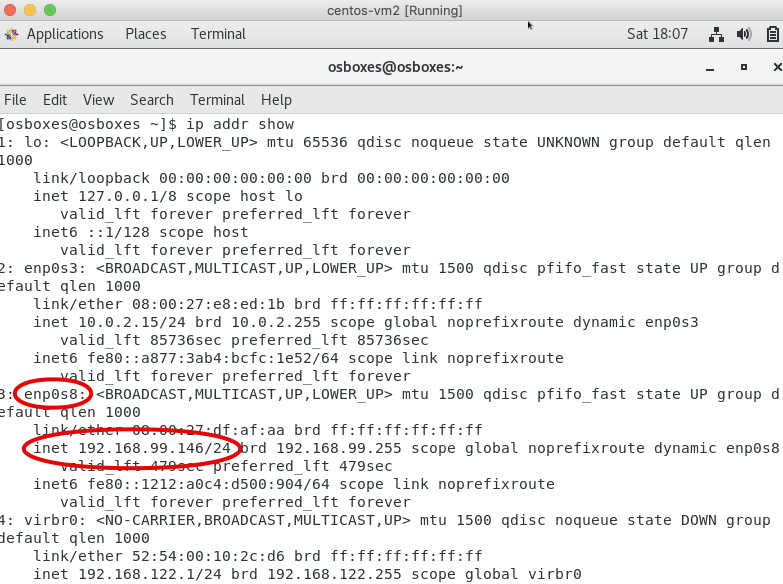 centos-vm2 [Running]
Applications Places Terminal Sat 18:07
osboxes@osboxes:~
File Edit View Search Terminal Help
[osboxes@osboxes ~]$ ip addr show
1: lo: <LOOPBACK,UP,LOWER_UP> mtu 65536 qdisc noqueue state UNKNOWN group default qlen
1000
link/loopback 00:00:00:00:00:00 brd 00:00:00:00:00:00
inet 127.0.0.1/8 scope host lo
valid_lft forever preferred_lft forever
inet6 ::1/128 scope host
valid_lft forever preferred_lft forever
2: enp0s3: <BROADCAST,MULTICAST,UP,LOWER_UP> mtu 1500 qdisc pfifo_fast state UP group d
efault qlen 1000
link/ether 08:00:27:e8:ed:1b brd ff:ff:ff:ff:ff:ff
inet 10.0.2.15/24 brd 10.0.2.255 scope global noprefixroute dynamic enp0s3
valid_lft 85736sec preferred_lft 85736sec
inet6 fe80::a877:3ab4:bcfc:1e52/64 scope link noprefixroute
valid_lft forever preferred_lft forever
3: enp0s8: <BROADCAST,MULTICAST,UP,LOWER_UP> mtu 1500 qdisc pfifo_fast state UP group d
efault qlen 1000
link/ether 08:00:27:df:af:aa brd ff:ff:ff:ff:ff:ff
inet 192.168.99.146/24 brd 192.168.99.255 scope global noprefixroute dynamic enp0s8
valid_lft 479sec preferred_lft 479sec
inet6 fe80::1212:a0c4:d500:904/64 scope link noprefixroute
valid_lft forever preferred_lft forever
4: virbr0: <NO-CARRIER,BROADCAST,MULTICAST,UP> mtu 1500 qdisc noqueue state DOWN group
default qlen 1000
link/ether 52:54:00:10:2c:d6 brd ff:ff:ff:ff:ff:ff
inet 192.168.122.1/24 brd 192.168.122.255 scope global virbr0